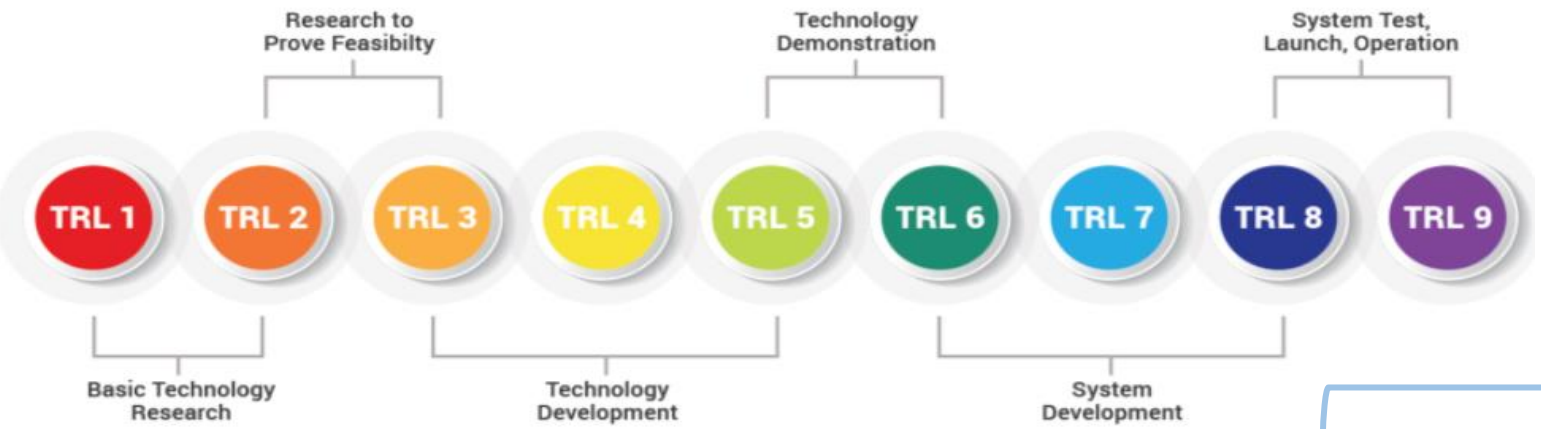 Research to
Prove Feasibilty
Technology
Demonstration
System Test,
Launch, Operation
TRL 1
TRL 2
TRL 3
TRL 4
TRL 5
TRL 6
TRL 7
TRL 8
TRL 9
Basic Technology
Research
Technology
Development
System
Development